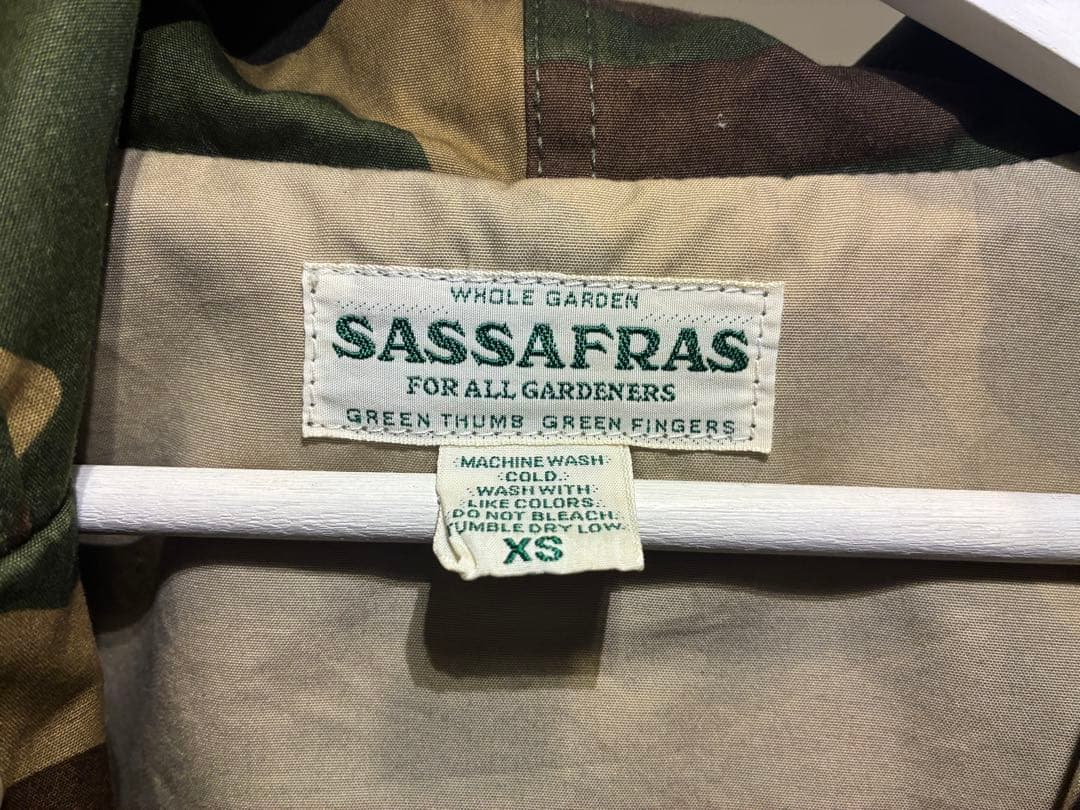 WHOLE GARDEN
SASSAFRAS
FOR ALL GARDENERS
GREEN THUMB GREEN FINGERS
MACHINE WASH
COLD.
WASH WITH
LIKE COLORS.
DO NOT BLEACH.
TUMBLE DRY LOW
XS